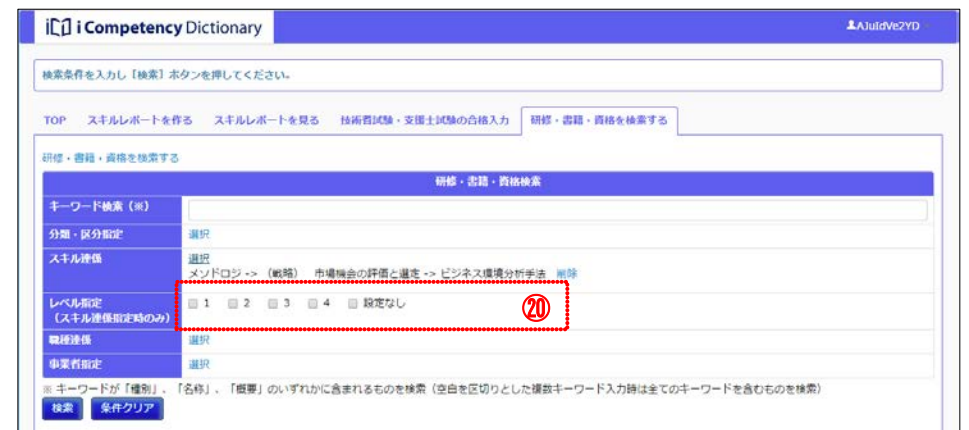 i Competency Dictionary
AJuIdVe2YD
検索条件を入力し［検索］ボタンを押してください。
TOP スキルレポートを作る スキルレポートを見る 技術者試験・支援士試験の合格入力 研修・書籍・資格を検索する
研修・書籍・資格を検索する
研修・書籍・資格検索
キーワード検索（※）
分類・区分指定 選択
スキル連係 選択
メソドロジ -> （戦略） 市場機会の評価と選定 -> ビジネス環境分析手法 削除
レベル指定
（スキル連係指定時のみ） 1 2 3 4 設定なし ⑳
職種連係 選択
事業者指定 選択
※ キーワードが「種別」、「名称」、「概要」のいずれかに含まれるものを検索（空白を区切りとした複数キーワード入力時は全てのキーワードを含むものを検索）
検索 条件クリア